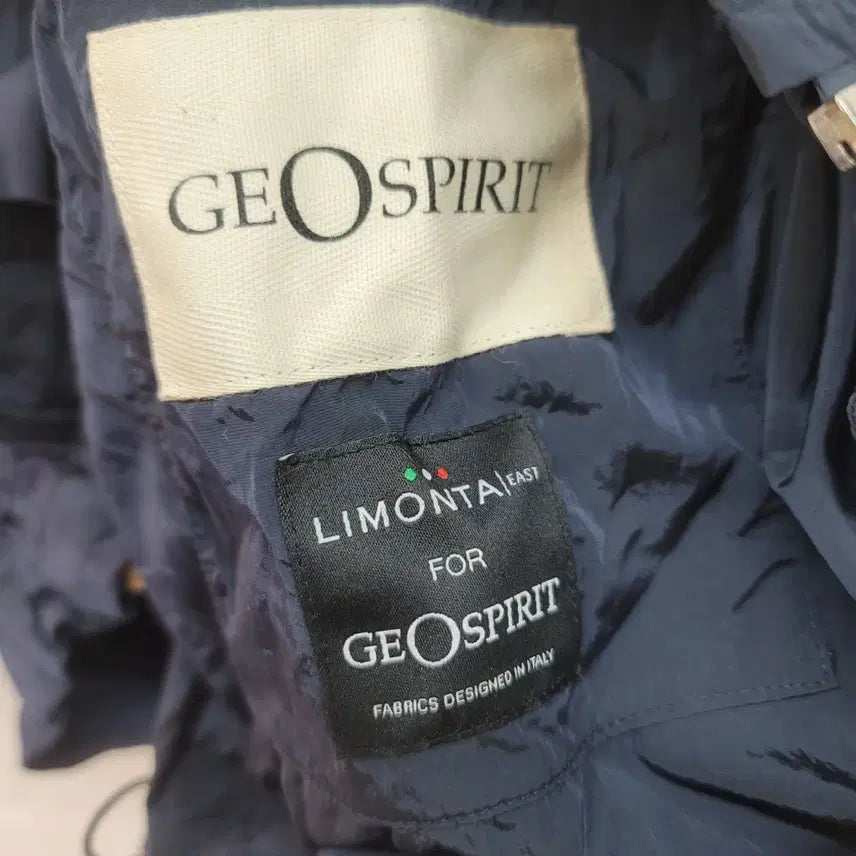 GEOSPIRIT
LIMONTA|EAST
FOR
GEOSPIRIT
FABRICS DESIGNED IN ITALY